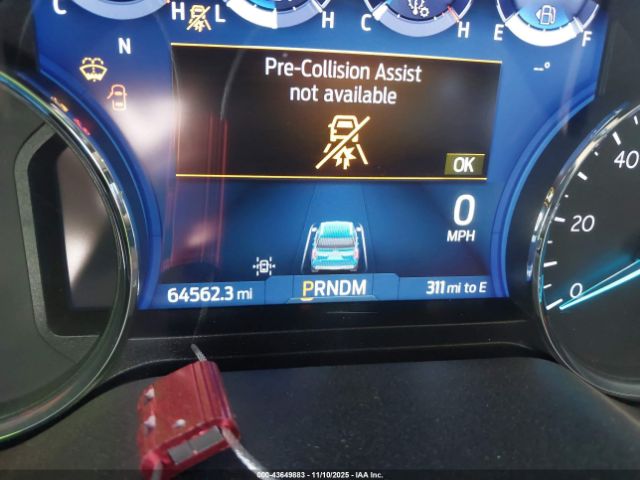 C H H C H E F
N
Pre-Collision Assist
not available
--°
OK
40
20
0
0
MPH
64562.3 mi
PRNDM
311 mi to E
000-43649883 - 11/10/2025 - IAA Inc.